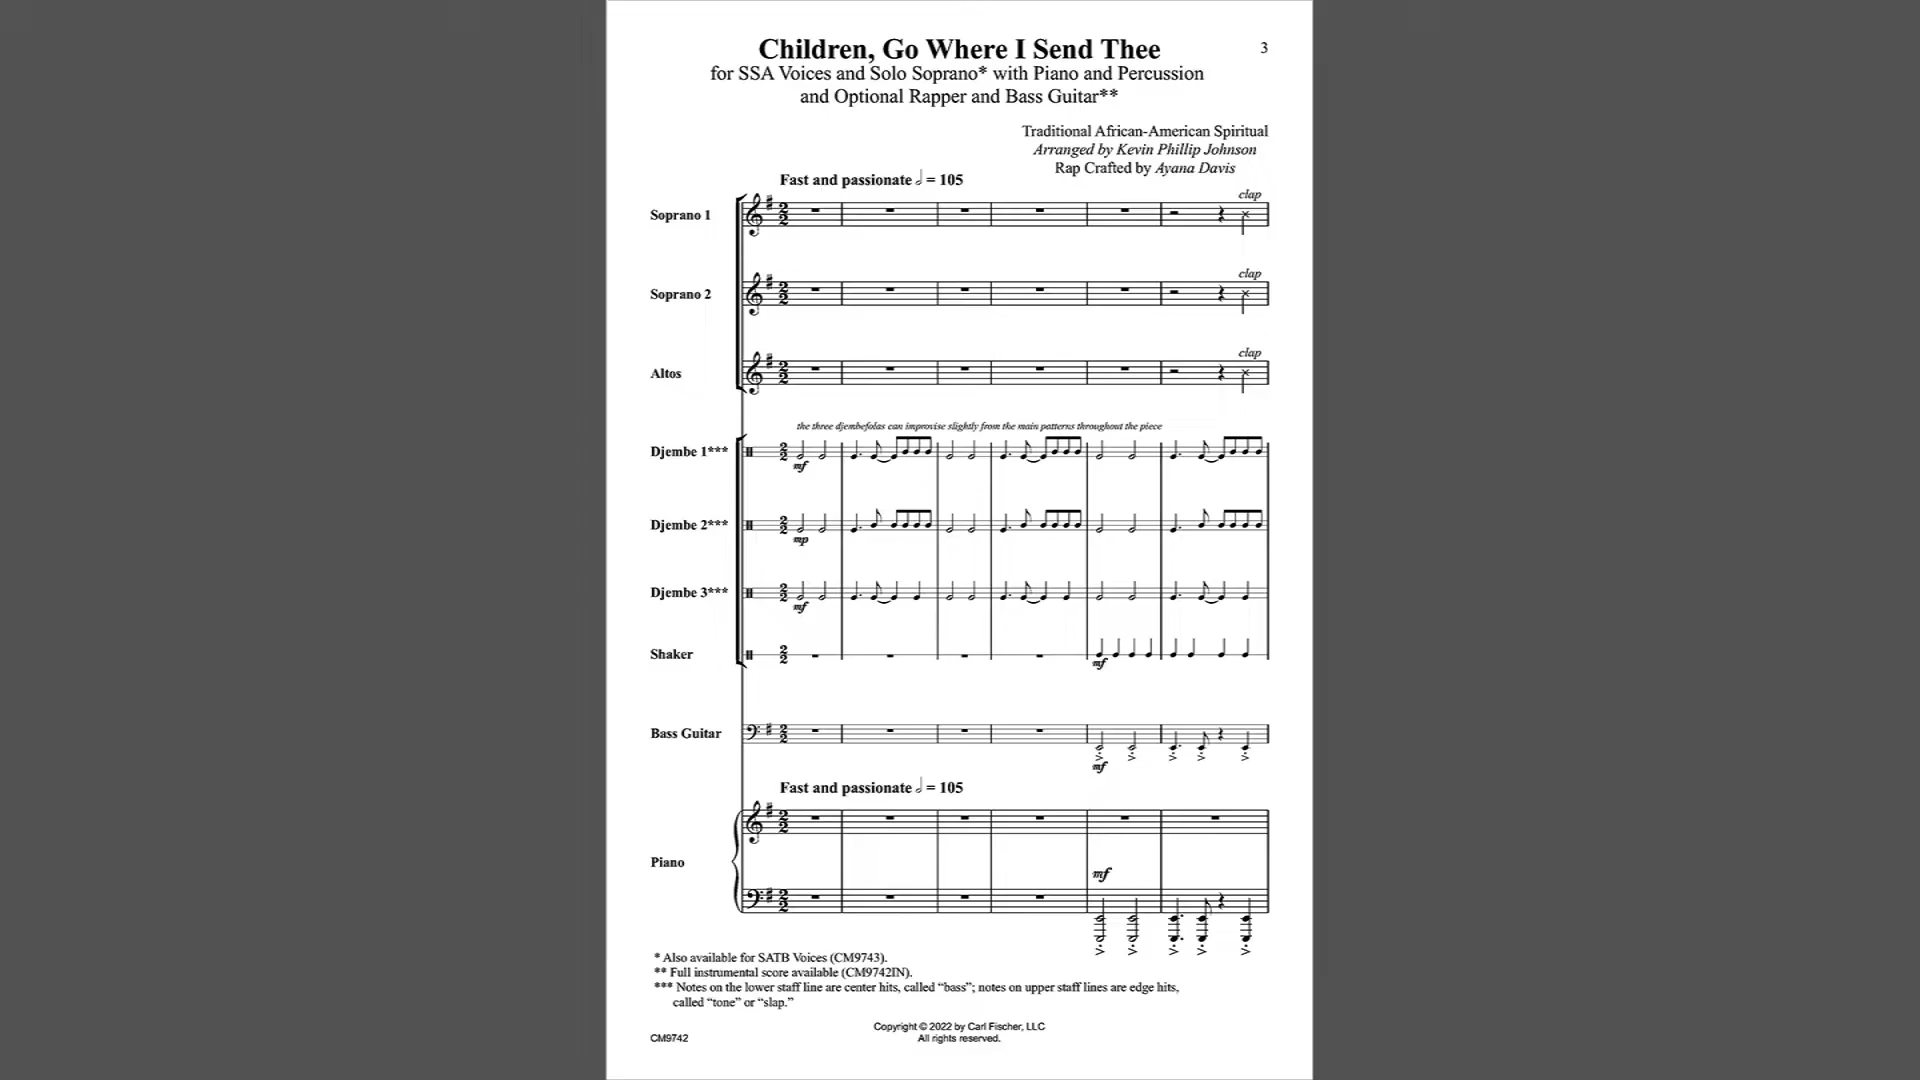 Children, Go Where I Send Thee
3
for SSA Voices and Solo Soprano* with Piano and Percussion
and Optional Rapper and Bass Guitar**
Traditional African-American Spiritual
Arranged by Kevin Phillip Johnson
Rap Crafted by Ayana Davis
Fast and passionate 𝅗𝅥 = 105
clap
Soprano 1
clap
Soprano 2
clap
Altos
the three djembefolas can improvise slightly from the main patterns throughout the piece
Djembe 1***
mf
Djembe 2***
mp
Djembe 3***
mf
Shaker
mf
Bass Guitar
mf
Fast and passionate 𝅗𝅥 = 105
Piano
mf
* Also available for SATB Voices (CM9743).
** Full instrumental score available (CM9742IN).
*** Notes on the lower staff line are center hits, called “bass”; notes on upper staff lines are edge hits,
called “tone” or “slap.”
Copyright © 2022 by Carl Fischer, LLC
All rights reserved.
CM9742